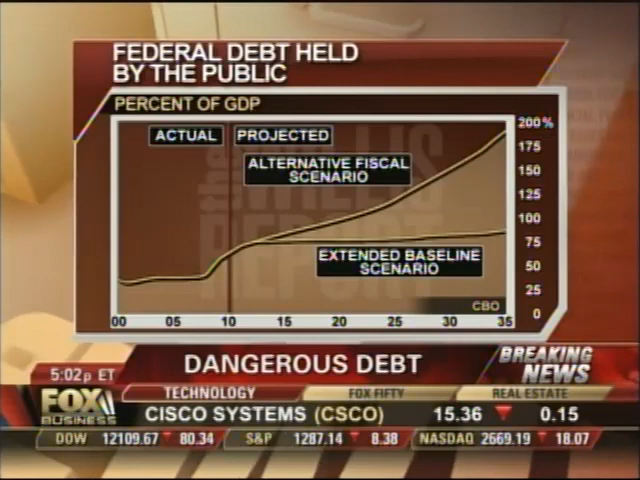 FEDERAL DEBT HELD
BY THE PUBLIC
PERCENT OF GDP
ACTUAL
PROJECTED
ALTERNATIVE FISCAL
SCENARIO
EXTENDED BASELINE
SCENARIO
the WILLIS
REPORT
200%
175
150
125
100
75
50
25
0
CBO
00 05 10 15 20 25 30 35
DANGEROUS DEBT
BREAKING
NEWS
5:02p ET
TECHNOLOGY FOX FIFTY REAL ESTATE
FOX
BUSINESS
CISCO SYSTEMS (CSCO) 15.36 0.15
DOW 12109.67 80.34 S&P 1287.14 8.38 NASDAQ 2669.19 18.07